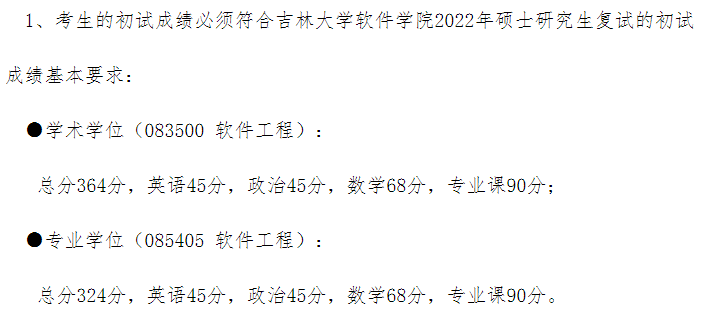 1、考生的初试成绩必须符合吉林大学软件学院2022年硕士研究生复试的初试
成绩基本要求：
●学术学位（083500 软件工程）：
总分364分，英语45分，政治45分，数学68分，专业课90分；
●专业学位（085405 软件工程）：
总分324分，英语45分，政治45分，数学68分，专业课90分。